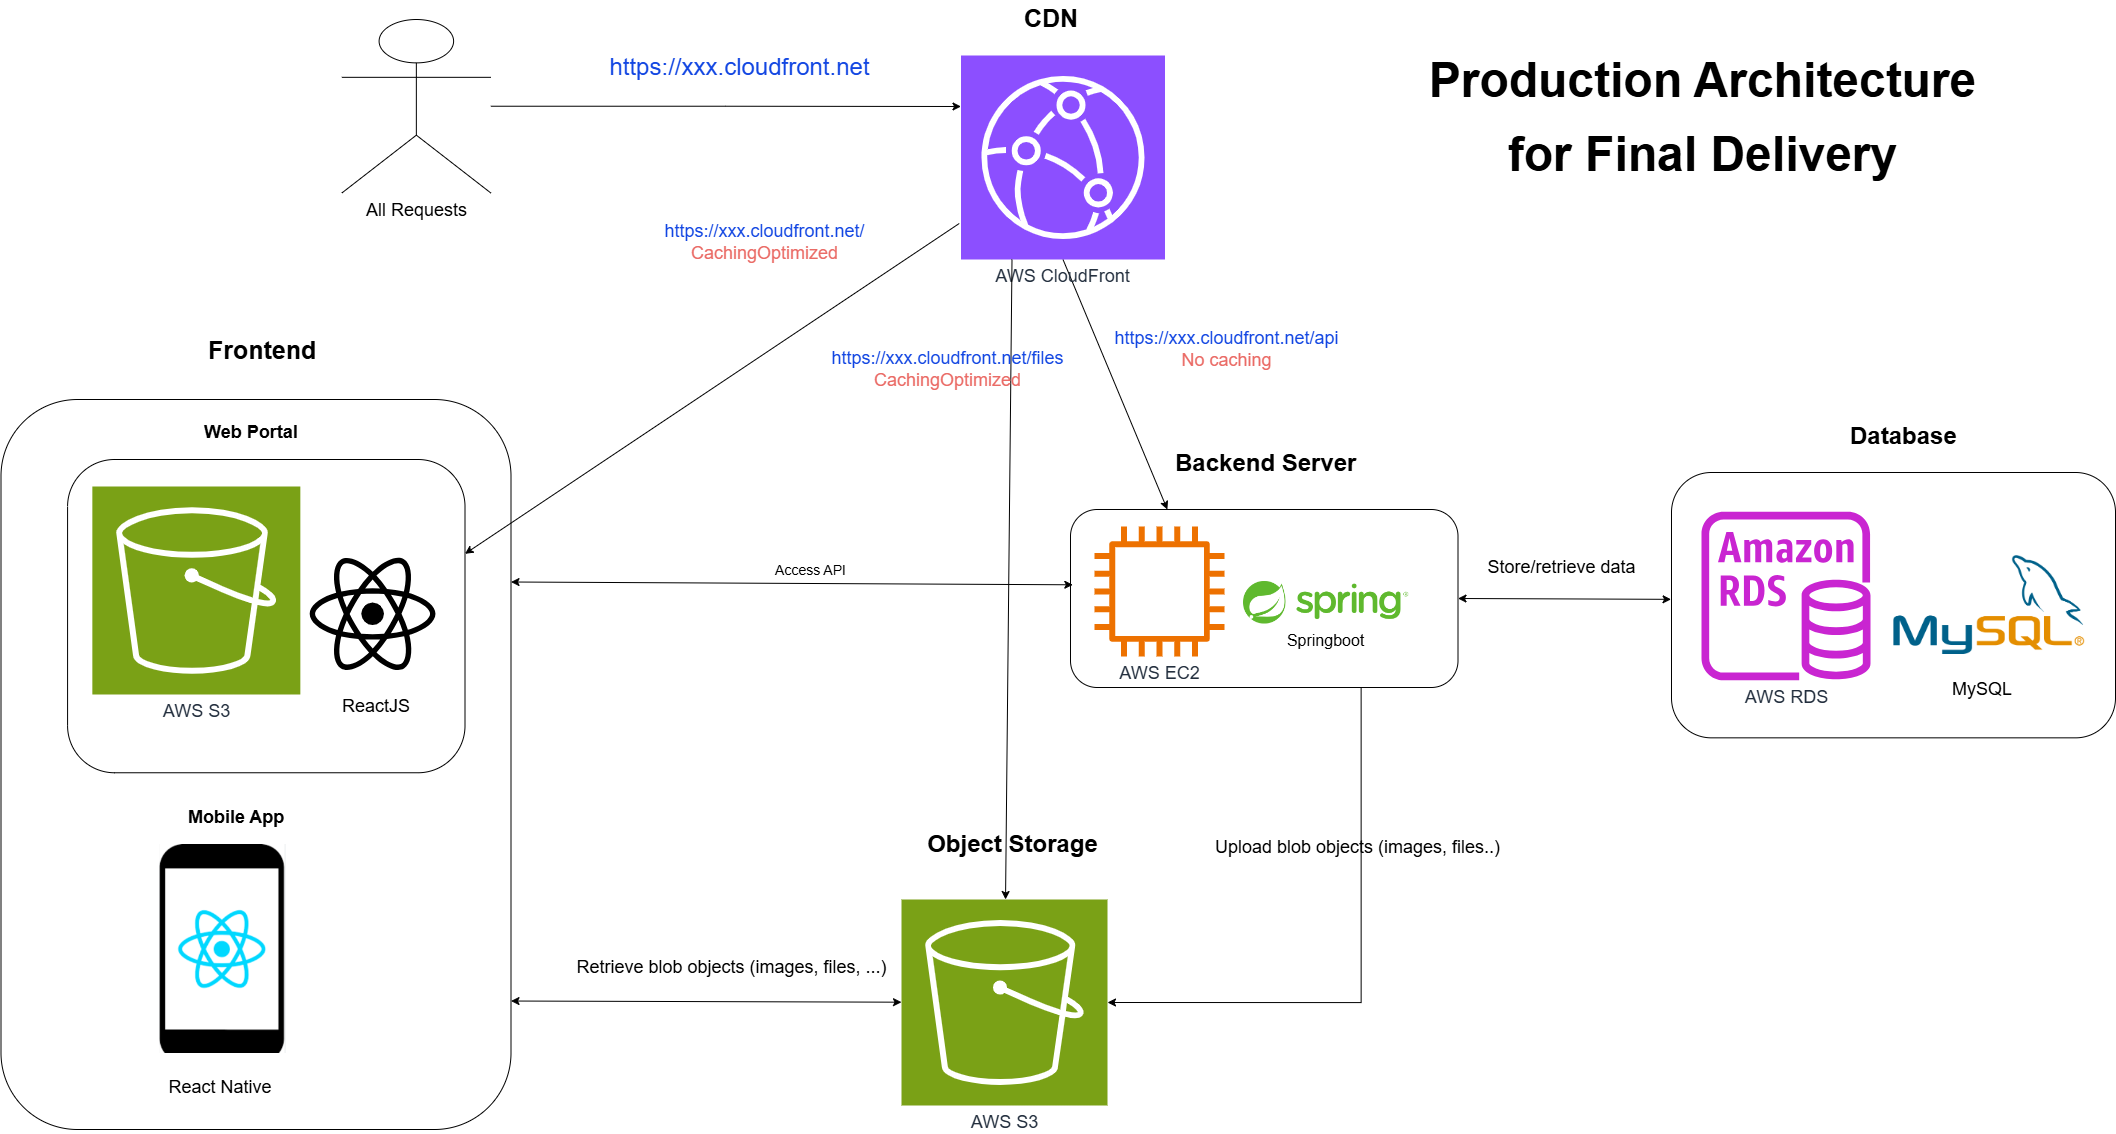 CDN
https://xxx.cloudfront.net
Production Architecture
for Final Delivery
All Requests
https://xxx.cloudfront.net/
CachingOptimized
AWS CloudFront
https://xxx.cloudfront.net/files
CachingOptimized
https://xxx.cloudfront.net/api
No caching
Frontend
Web Portal
AWS S3
ReactJS
Mobile App
React Native
Access API
Backend Server
AWS EC2
spring
Springboot
Store/retrieve data
Database
Amazon
RDS
AWS RDS
MySQL®
MySQL
Object Storage
Upload blob objects (images, files..)
Retrieve blob objects (images, files, ...)
AWS S3